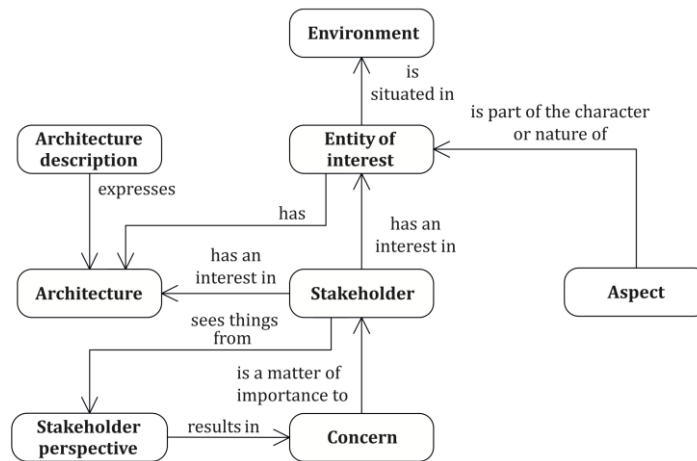 Environment
is
situated in
is part of the character
or nature of
Architecture
description
Entity of
interest
expresses
has
has an
interest in
has an
interest in
Architecture
Stakeholder
Aspect
sees things
from
is a matter of
importance to
Stakeholder
perspective
results in
Concern